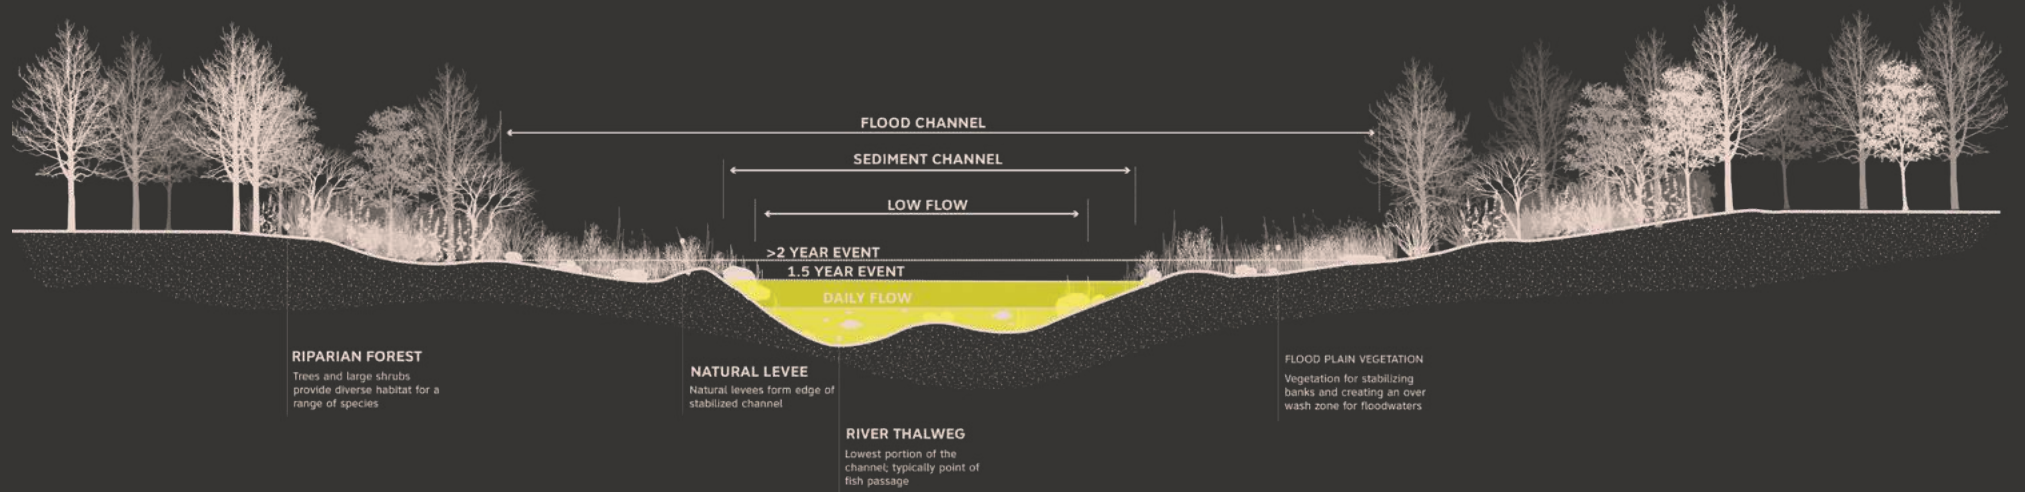 FLOOD CHANNEL
SEDIMENT CHANNEL
LOW FLOW
>2 YEAR EVENT
1.5 YEAR EVENT
DAILY FLOW
RIPARIAN FOREST
Trees and large shrubs
provide diverse habitat for a
range of species
NATURAL LEVEE
Natural levees form edge of
stabilized channel
RIVER THALWEG
Lowest portion of the
channel; typically point of
fish passage
FLOOD PLAIN VEGETATION
Vegetation for stabilizing
banks and creating an over
wash zone for floodwaters